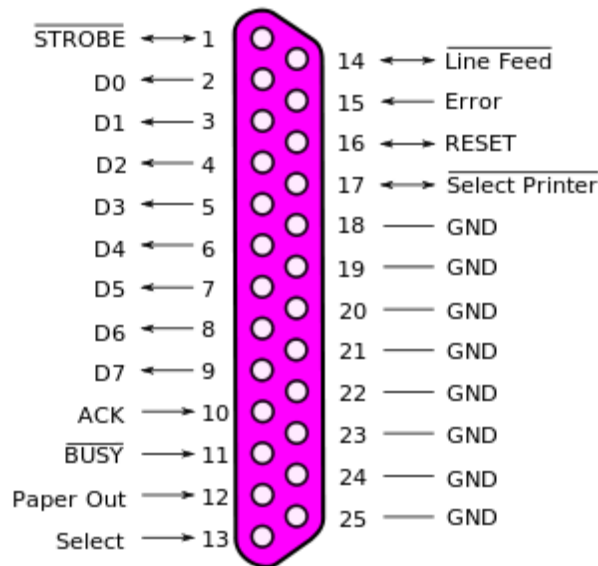 STROBE 1
D0 2
D1 3
D2 4
D3 5
D4 6
D5 7
D6 8
D7 9
ACK 10
BUSY 11
Paper Out 12
Select 13
14 Line Feed
15 Error
16 RESET
17 Select Printer
18 GND
19 GND
20 GND
21 GND
22 GND
23 GND
24 GND
25 GND